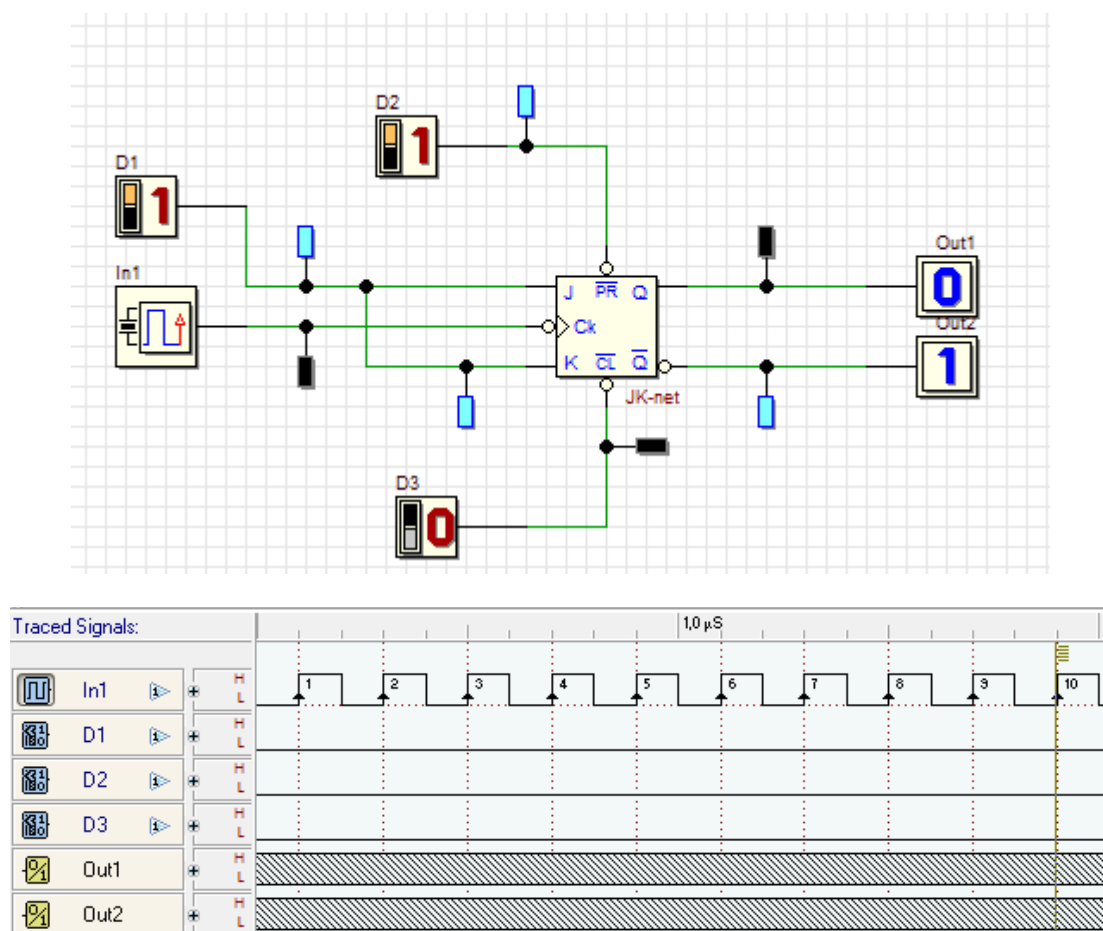 D2
1
D1
1
Out1
In1
J PR Q
0
Ck
Out2
K CL Q
1
JK-net
D3
0
Traced Signals:
1,0 µS
In1
H
L
1 2 3 4 5 6 7 8 9 10
D1
H
L
D2
H
L
D3
H
L
Out1
H
L
Out2
H
L